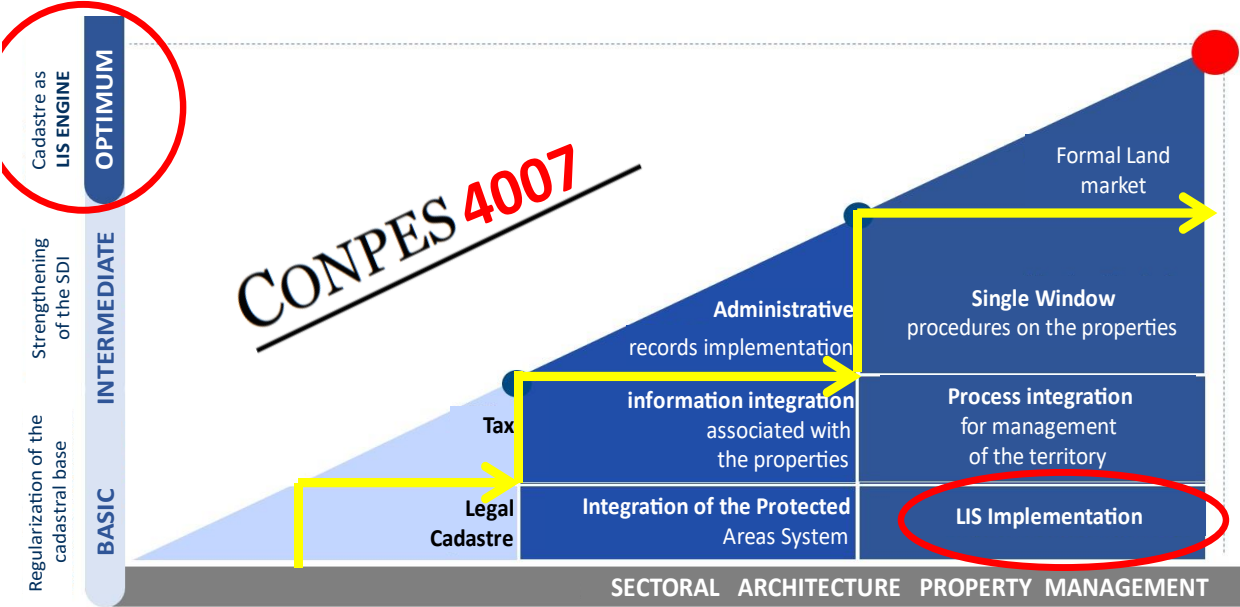 Cadastre as
LIS ENGINE
OPTIMUM
Strengthening
of the SDI
INTERMEDIATE
Regularization of the
cadastral base
BASIC
CONPES 4007
Formal Land
market
Administrative
records implementation
Single Window
procedures on the properties
Tax
information integration
associated with
the properties
Process integration
for management
of the territory
Legal
Cadastre
Integration of the Protected
Areas System
LIS Implementation
SECTORAL ARCHITECTURE PROPERTY MANAGEMENT